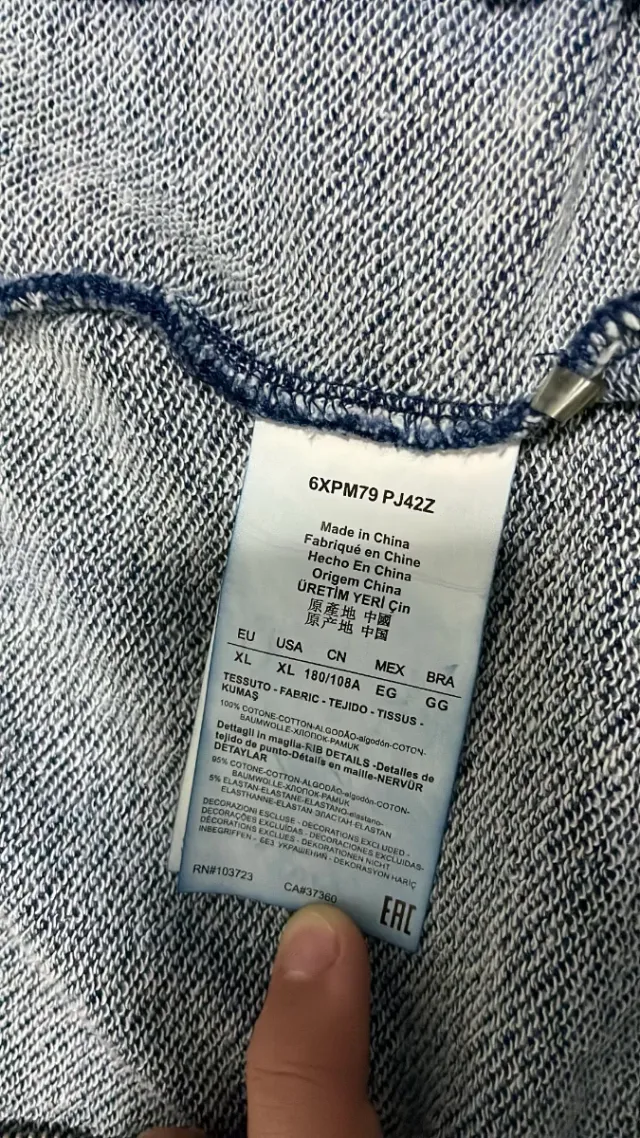 6XPM79 PJ42Z
Made in China
Fabriqué en Chine
Hecho En China
Origem China
ÜRETİM YERİ Çin
原產地 中國
原产地 中国
EU USA CN MEX BRA
XL XL 180/108A EG GG
TESSUTO - FABRIC - TEJIDO - TISSUS -
KUMAŞ
100% COTONE-COTTON-ALGODÃO-algodón-COTON-
BAUMWOLLE-ХЛОПОК-PAMUK
Dettagli in maglia-RIB DETAILS -Detalles de
tejido de punto-Détails en maille-NERVÜR
DETAYLAR
95% COTONE-COTTON-ALGODÃO-algodón-COTON-
BAUMWOLLE-ХЛОПОК-PAMUK
5% ELASTAN-ELASTANE-ELASTANO-elastano-
ELASTHANNE-ELASTAN-ЭЛАСТАН-ELASTAN
DECORAZIONI ESCLUSE - DECORATIONS EXCLUDED -
DECORAÇÕES EXCLUÍDAS - DECORACIONES EXCLUIDAS-
DÉCORATIONS EXCLUES - DEKORATIONEN NICHT
INBEGRIFFEN - БЕЗ УКРАШЕНИЙ - DEKORASYON HARİÇ
RN#103723 CA#37360 EAC